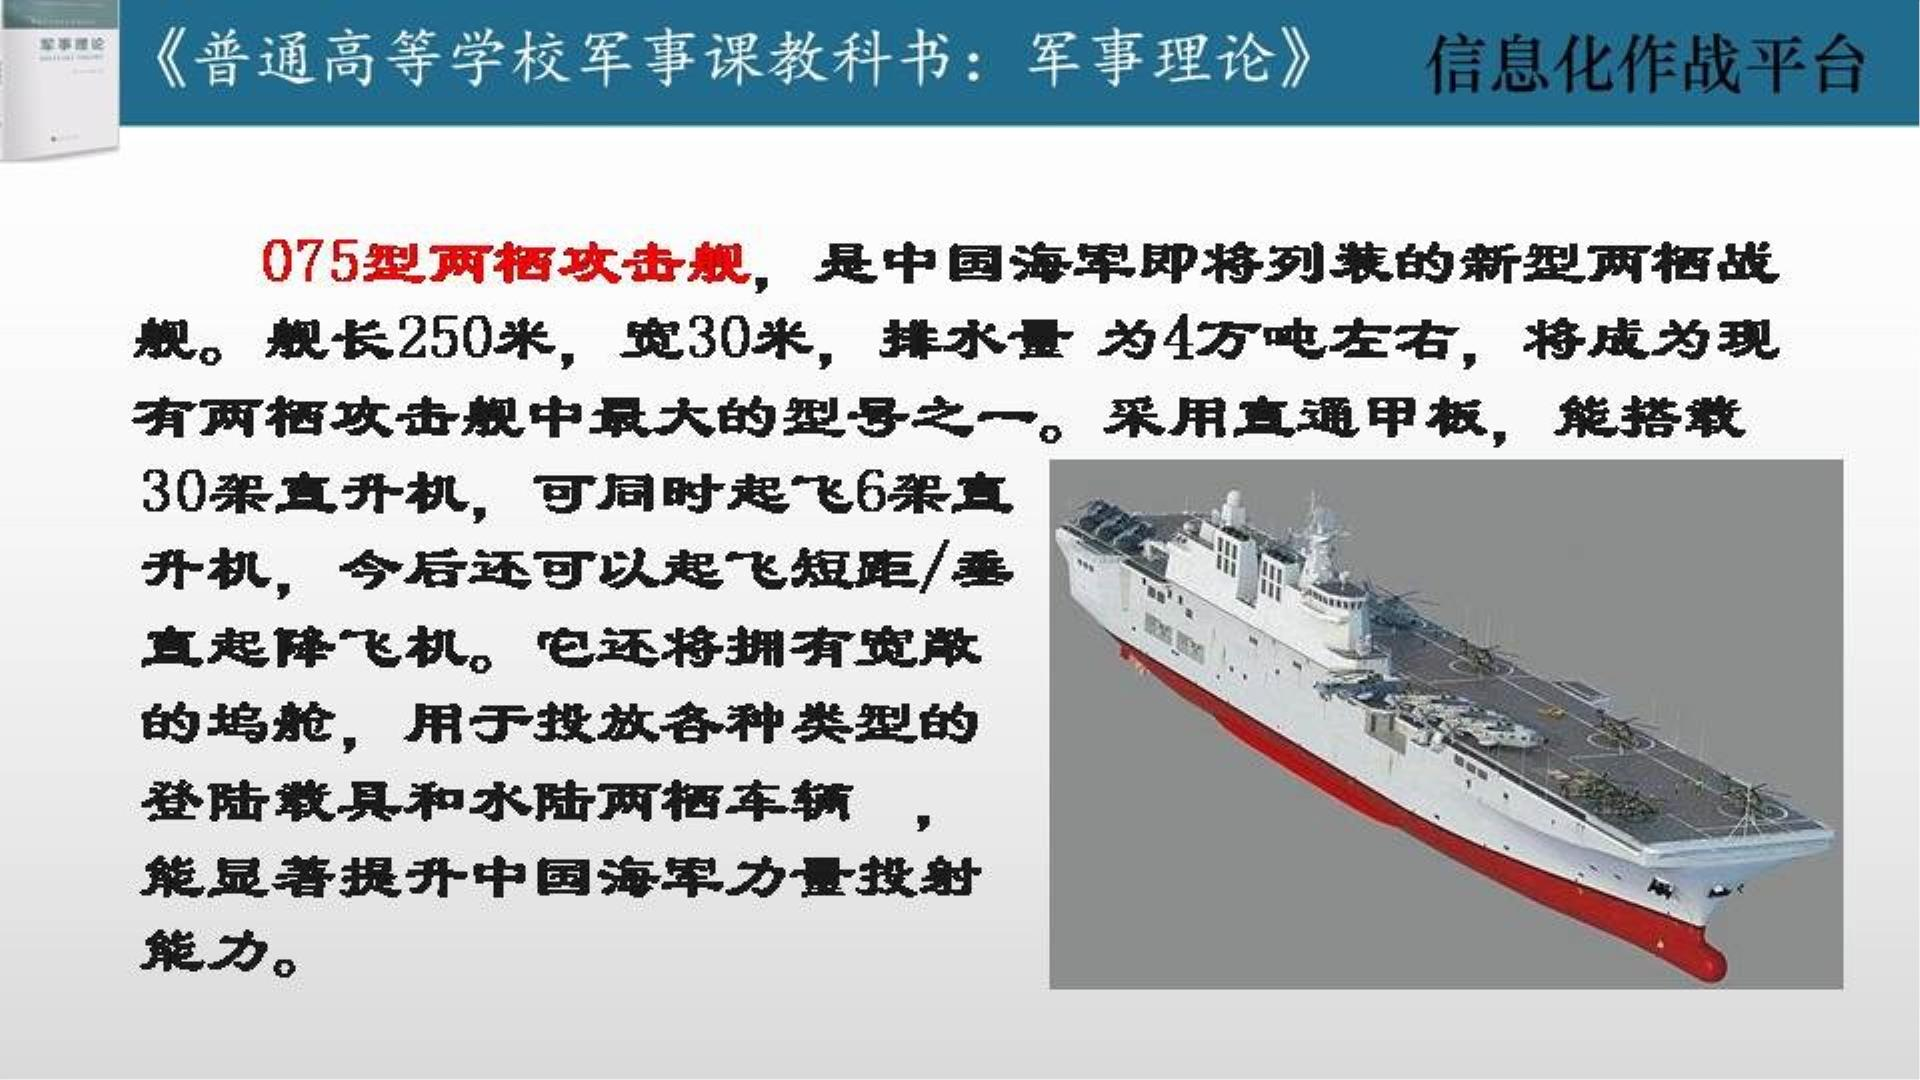 军事理论
《普通高等学校军事课教科书：军事理论》
信息化作战平台
075型两栖攻击舰，是中国海军即将列装的新型两栖战
舰。舰长250米，宽30米，排水量 为4万吨左右，将成为现
有两栖攻击舰中最大的型号之一。采用直通甲板，能搭载
30架直升机，可同时起飞6架直
升机，今后还可以起飞短距/垂
直起降飞机。它还将拥有宽敞
的坞舱，用于投放各种类型的
登陆载具和水陆两栖车辆 ，
能显著提升中国海军力量投射
能力。